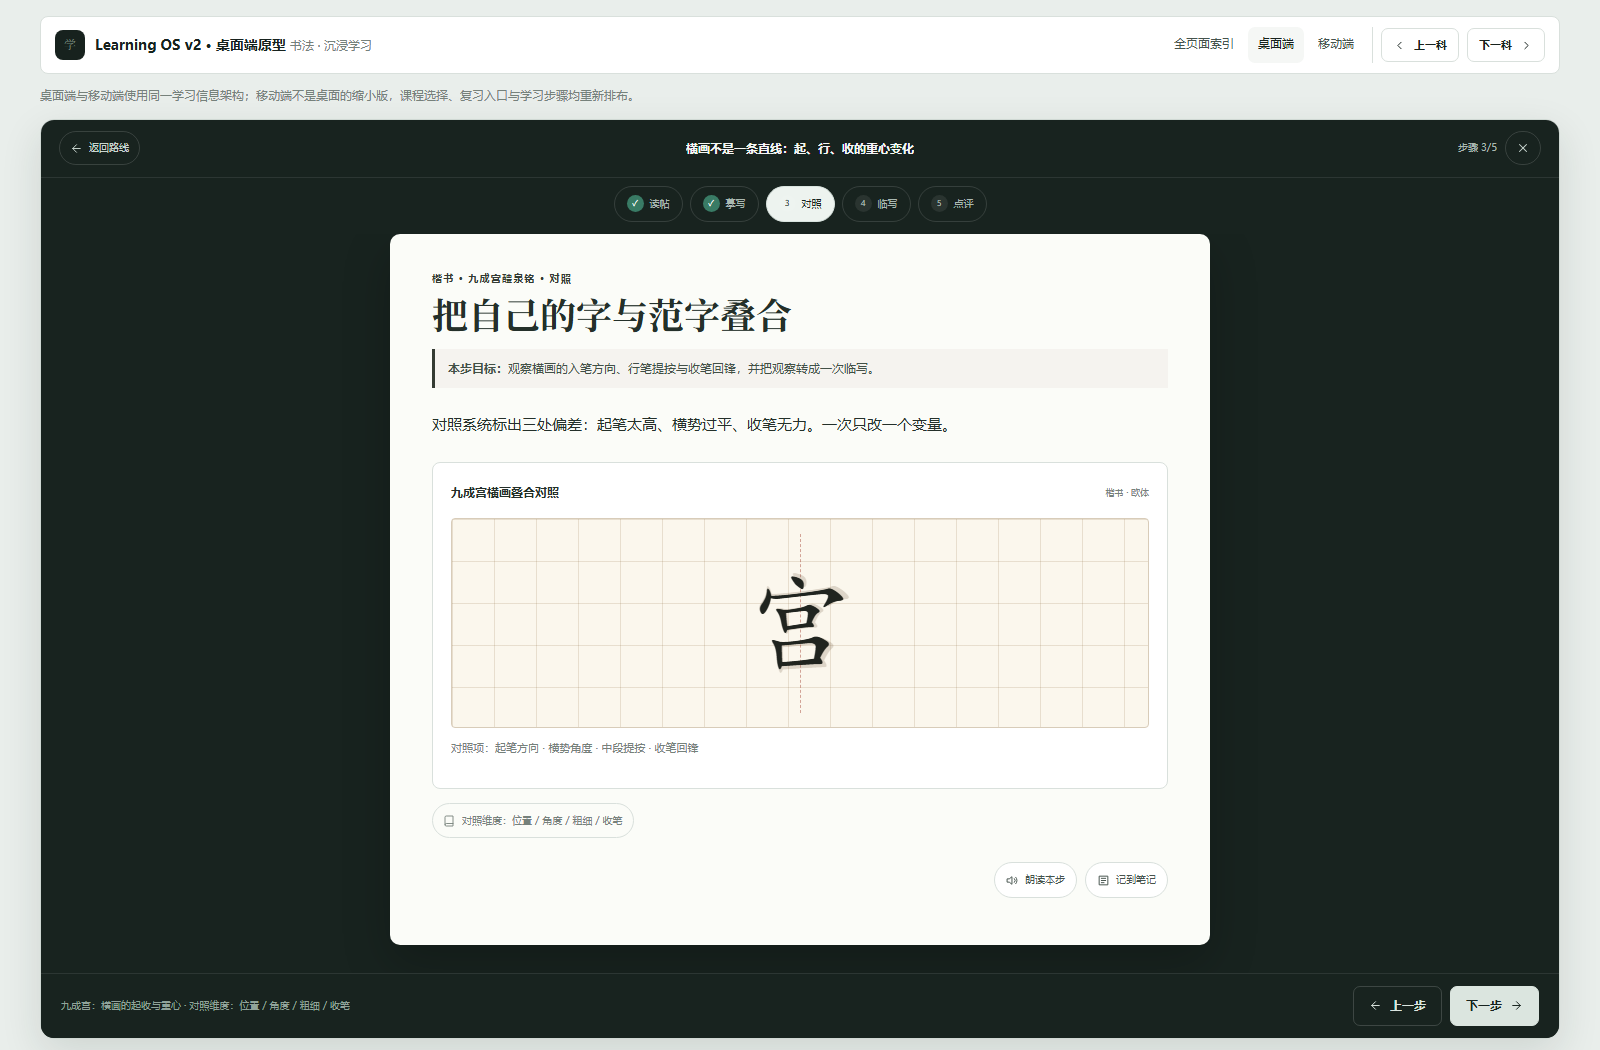 学 Learning OS v2 • 桌面端原型 书法 · 沉浸学习 全页面索引 桌面端 移动端 上一科 下一科
桌面端与移动端使用同一学习信息架构；移动端不是桌面的缩小版，课程选择、复习入口与学习步骤均重新排布。
返回路线 横画不是一条直线：起、行、收的重心变化 步骤 3/5
读帖 摹写 3 对照 4 临写 5 点评
楷书 • 九成宫醴泉铭 • 对照
把自己的字与范字叠合
本步目标：观察横画的入笔方向、行笔提按与收笔回锋，并把观察转成一次临写。
对照系统标出三处偏差：起笔太高、横势过平、收笔无力。一次只改一个变量。
九成宫横画叠合对照 楷书 · 欧体
宫
对照项：起笔方向 · 横势角度 · 中段提按 · 收笔回锋
对照维度：位置 / 角度 / 粗细 / 收笔
朗读本步 记到笔记
九成宫：横画的起收与重心 · 对照维度：位置 / 角度 / 粗细 / 收笔 上一步 下一步